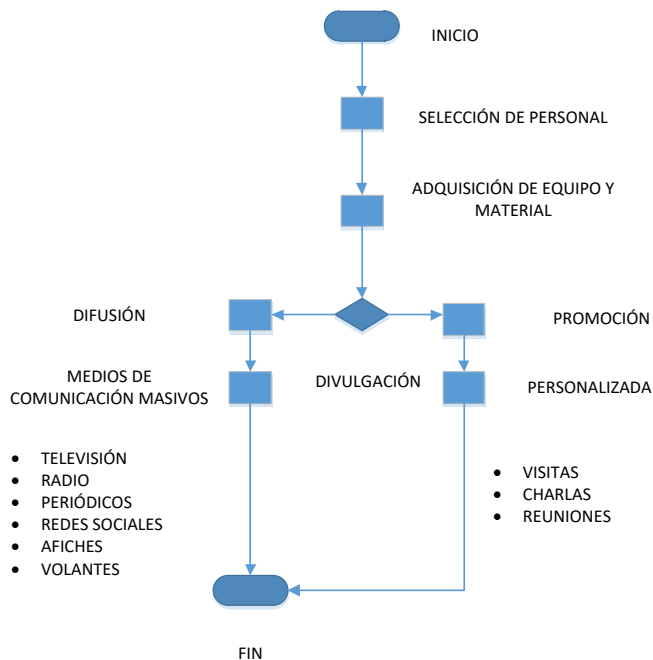 INICIO
SELECCIÓN DE PERSONAL
ADQUISICIÓN DE EQUIPO Y
MATERIAL
DIFUSIÓN
PROMOCIÓN
MEDIOS DE
COMUNICACIÓN MASIVOS
DIVULGACIÓN
PERSONALIZADA
• TELEVISIÓN
• RADIO
• PERIÓDICOS
• REDES SOCIALES
• AFICHES
• VOLANTES
• VISITAS
• CHARLAS
• REUNIONES
FIN